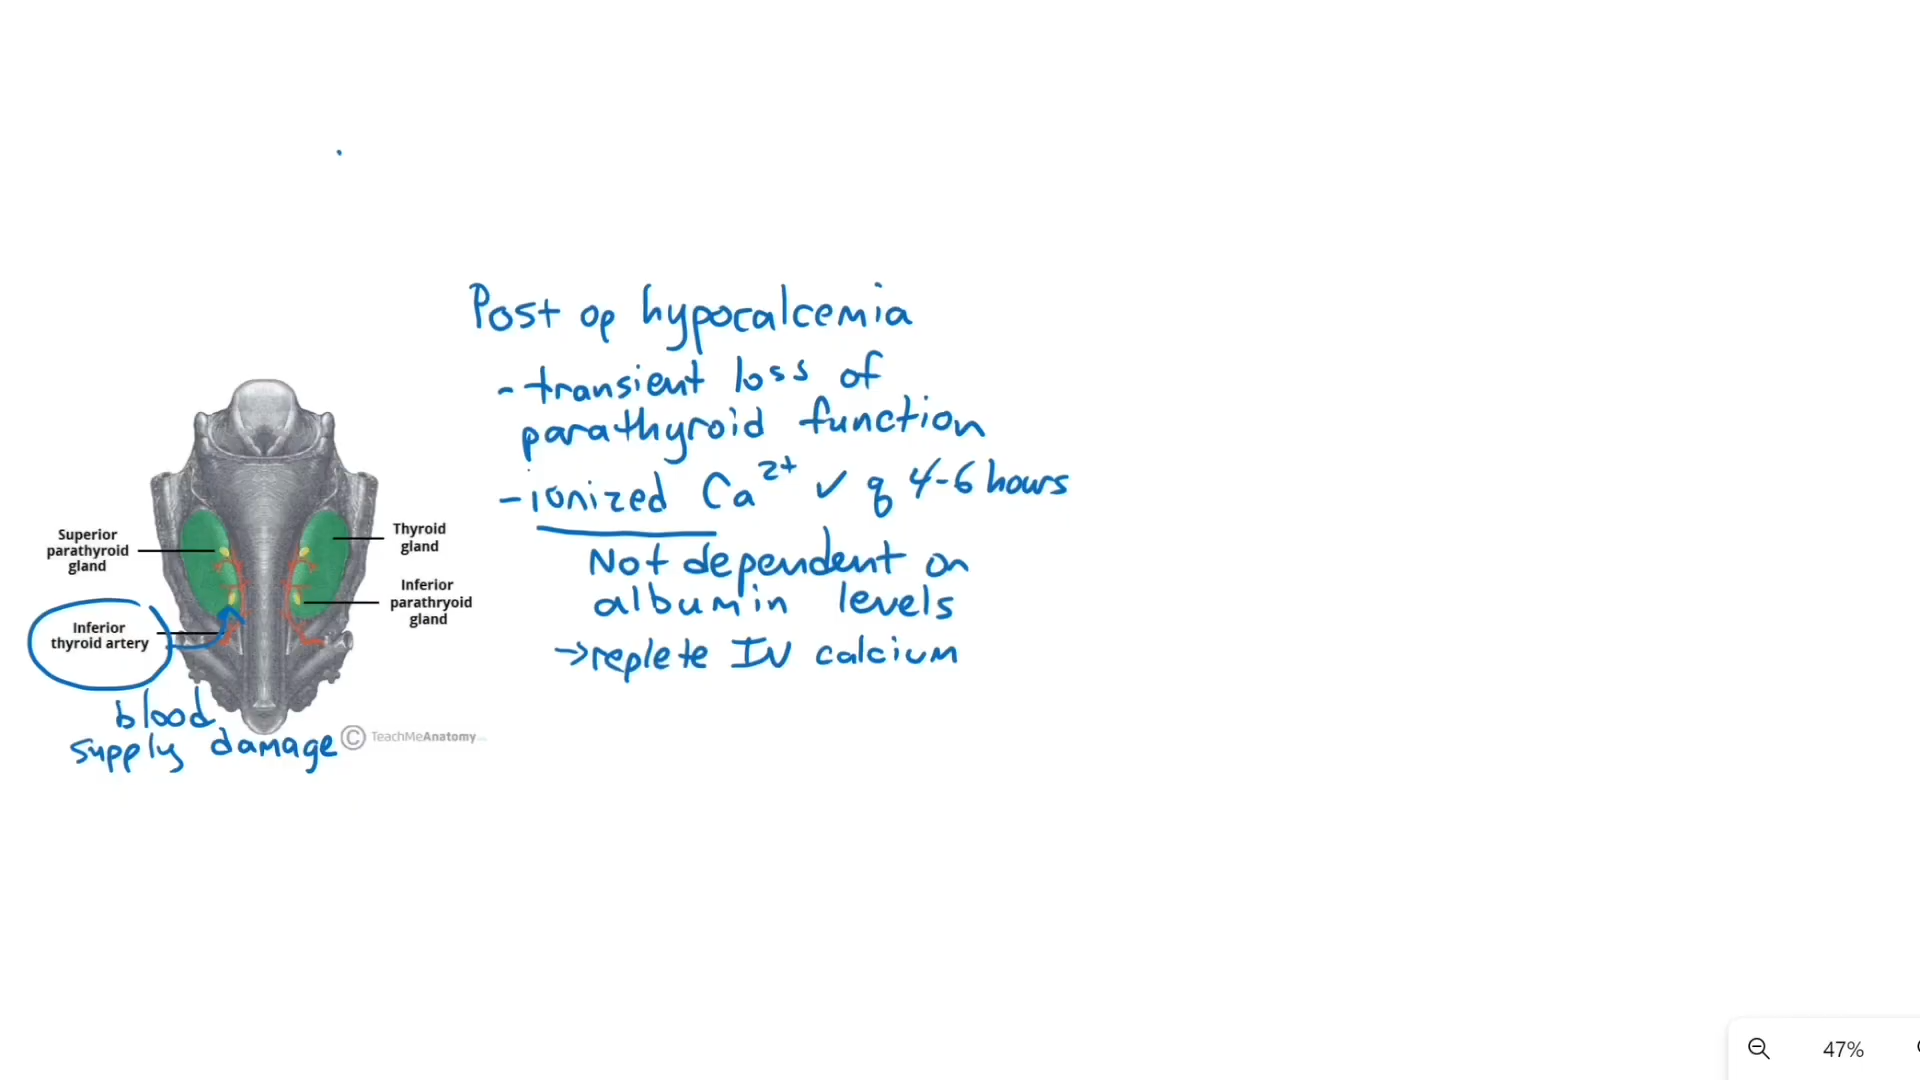 Post op hypocalcemia
- transient loss of
parathyroid function
- ionized Ca2+ ✓ q 4-6 hours
Not dependent on
albumin levels
→ replete IV calcium
Superior
parathyroid
gland
Thyroid
gland
Inferior
parathryoid
gland
Inferior
thyroid artery
blood
supply damage
© TeachMeAnatomy
47%